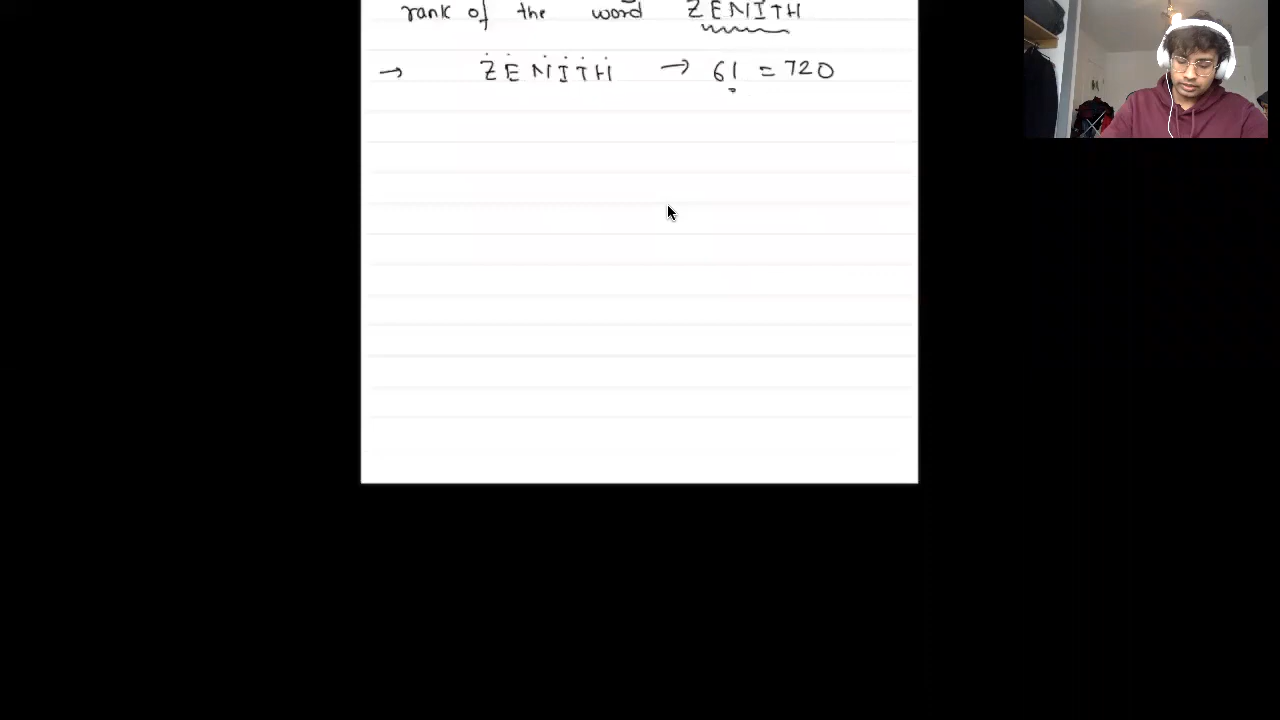 rank of the word ZENITH
→ ZENITH → 6! = 720